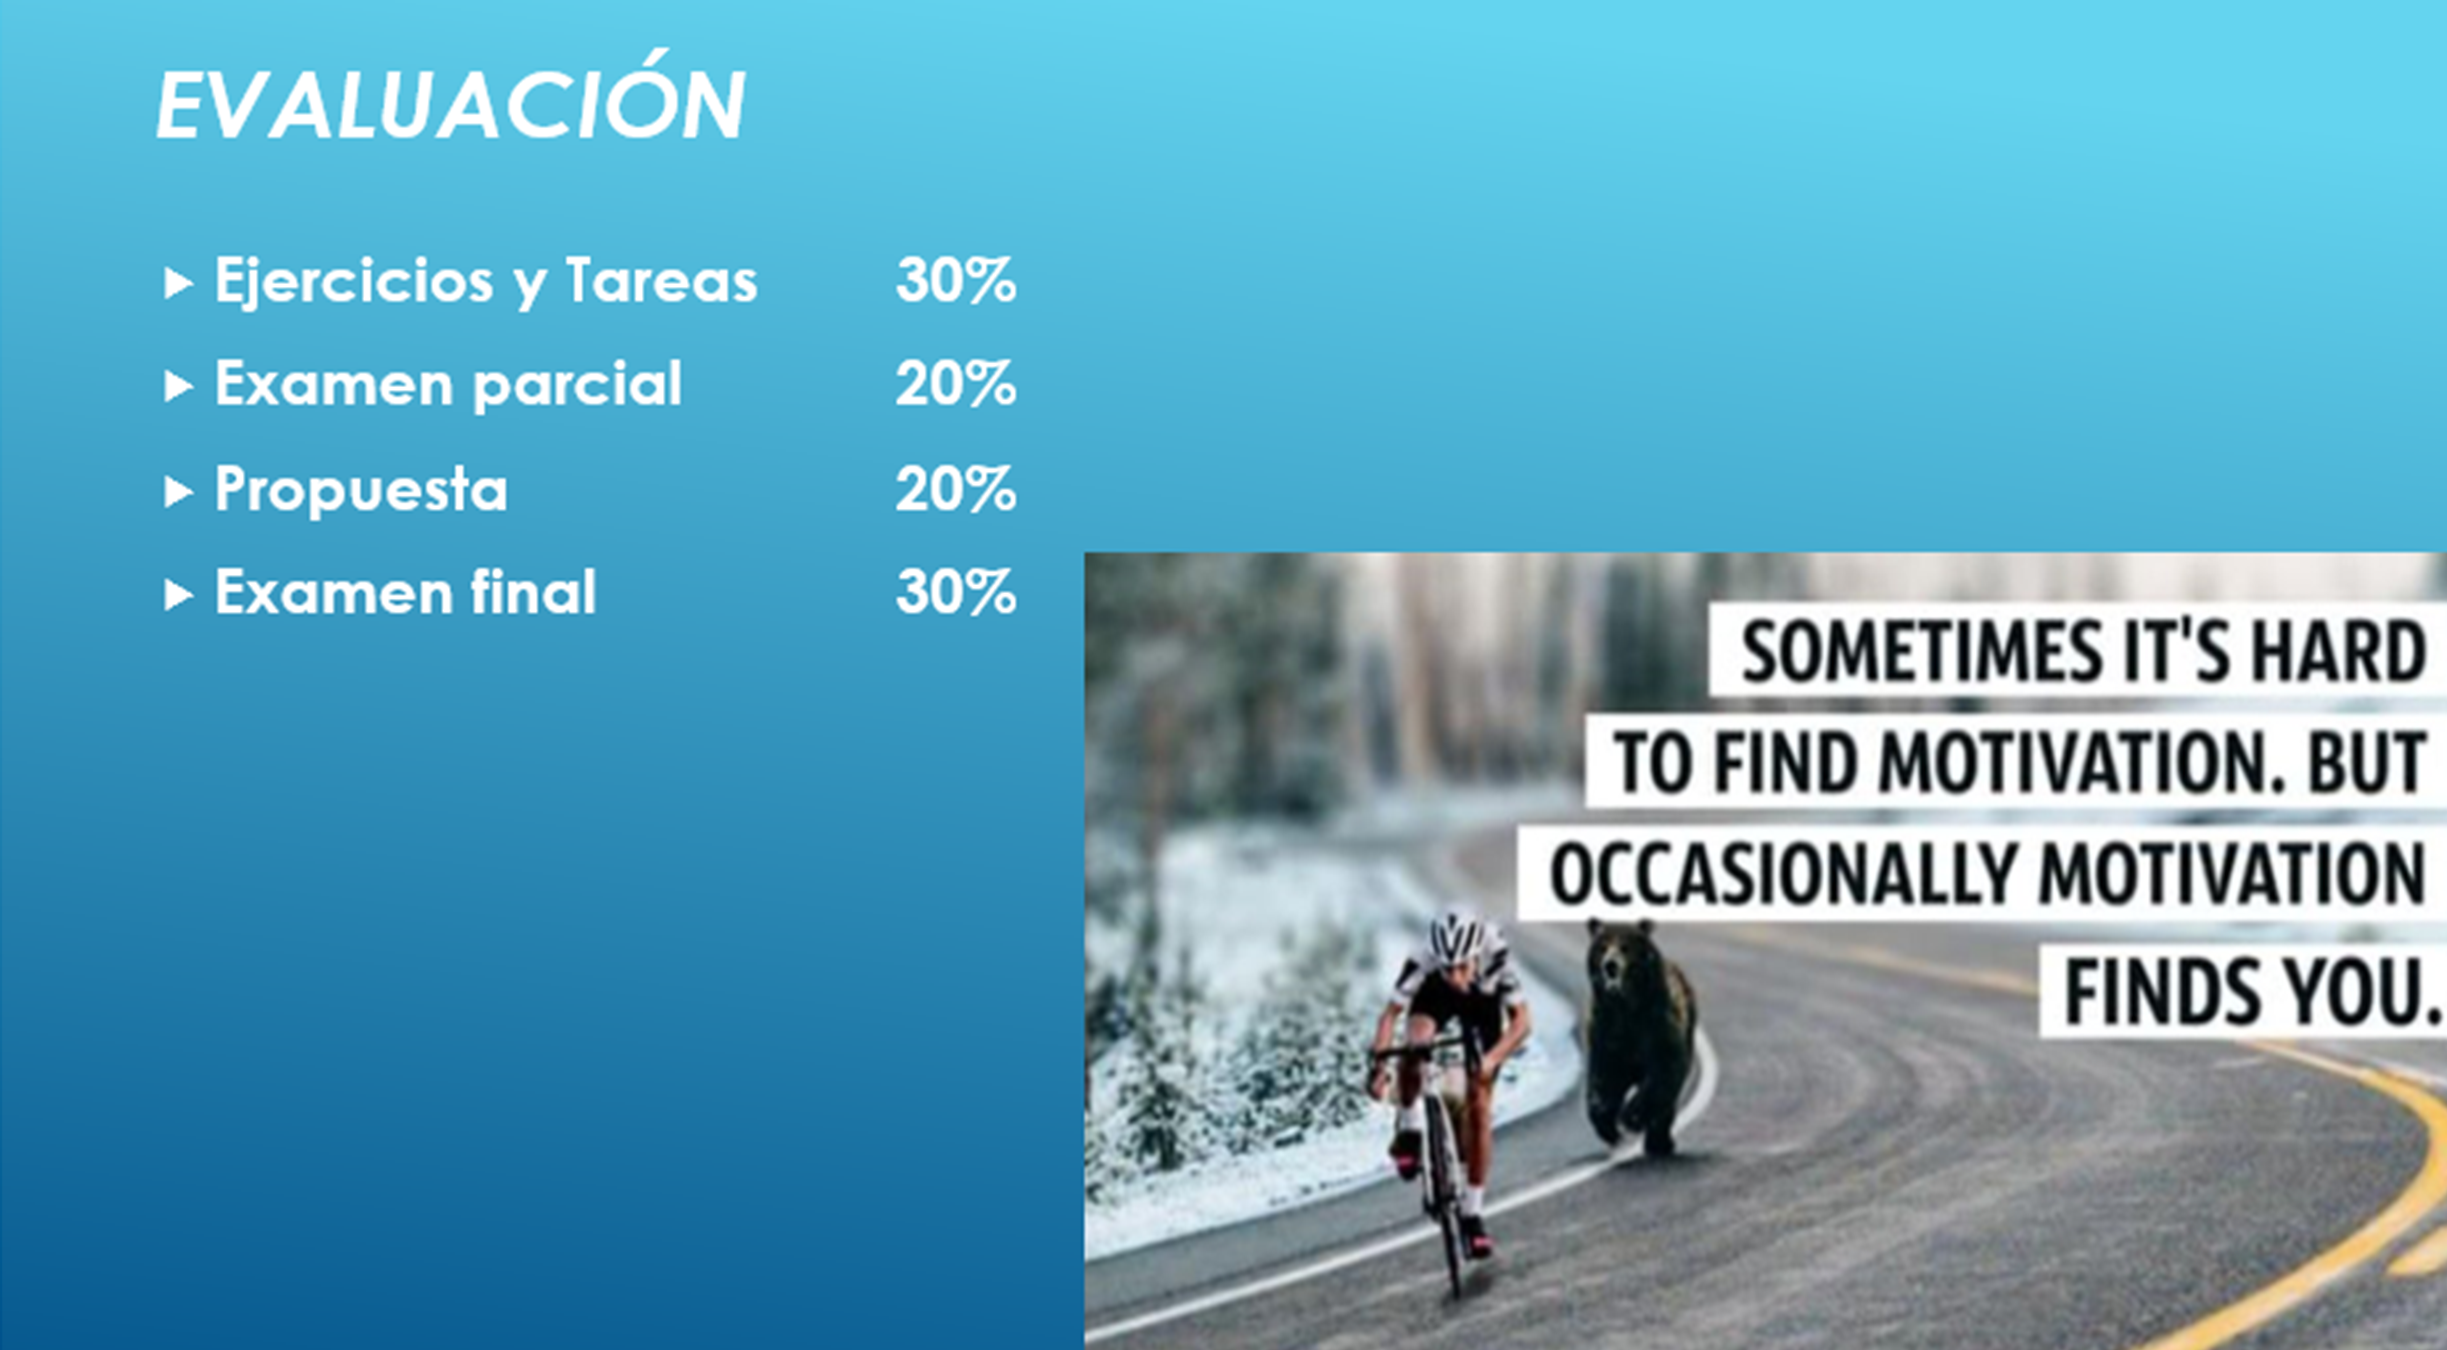 EVALUACIÓN
▶ Ejercicios y Tareas 30%
▶ Examen parcial 20%
▶ Propuesta 20%
▶ Examen final 30%
SOMETIMES IT'S HARD
TO FIND MOTIVATION. BUT
OCCASIONALLY MOTIVATION
FINDS YOU.